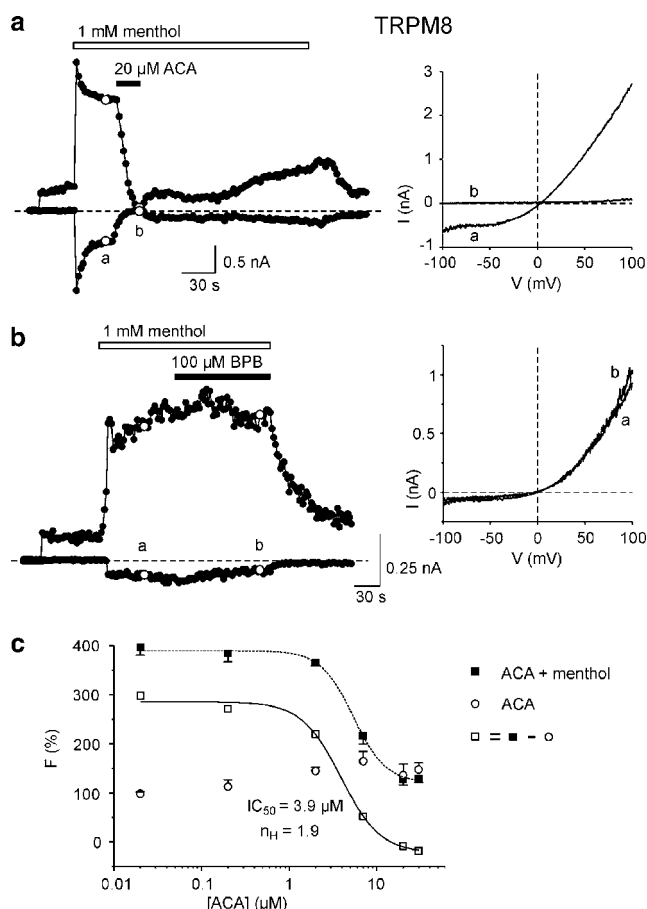 a
TRPM8
1 mM menthol
20 µM ACA
a
b
0.5 nA
30 s
3
2
1
0
-1
I (nA)
b
a
-100 -50 0 50 100
V (mV)
b
1 mM menthol
100 µM BPB
a
b
0.25 nA
30 s
1
0.5
0
I (nA)
b
a
-100 -50 0 50 100
V (mV)
c
400
300
200
100
0
F (%)
IC50 = 3.9 µM
nH = 1.9
0.01 0.1 1 10
[ACA] (µM)
■ ACA + menthol
○ ACA
□ = ■ - ○